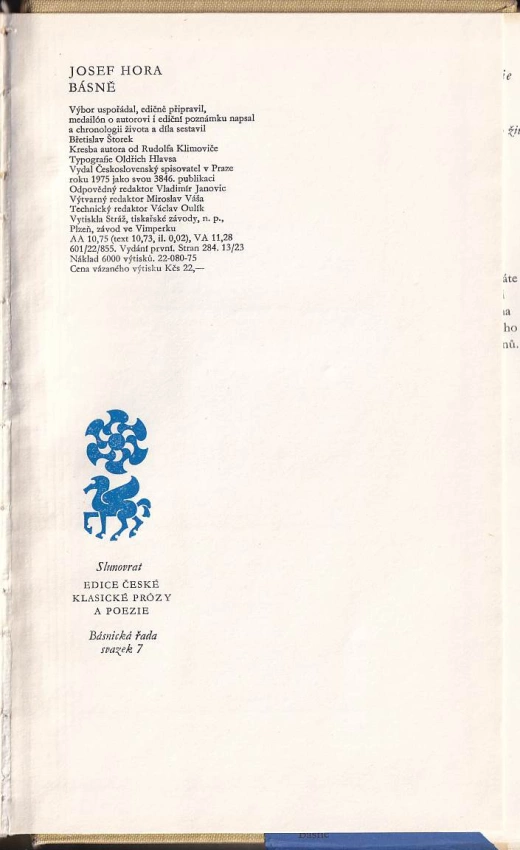 JOSEF HORA
BÁSNĚ
Výbor uspořádal, edičně připravil,
medailón o autorovi i ediční poznámku napsal
a chronologii života a díla sestavil
Břetislav Štorek
Kresba autora od Rudolfa Klimoviče
Typografie Oldřich Hlavsa
Vydal Československý spisovatel v Praze
roku 1975 jako svou 3846. publikaci
Odpovědný redaktor Vladimír Janovic
Výtvarný redaktor Miroslav Váša
Technický redaktor Václav Oulík
Vytiskla Stráž, tiskařské závody, n. p.,
Plzeň, závod ve Vimperku
AA 10,75 (text 10,73, il. 0,02), VA 11,28
601/22/855. Vydání první. Stran 284. 13/23
Náklad 6000 výtisků. 22-080-75
Cena vázaného výtisku Kčs 22,—
Slunovrat
EDICE ČESKÉ
KLASICKÉ PRÓZY
A POEZIE
Básnická řada
svazek 7